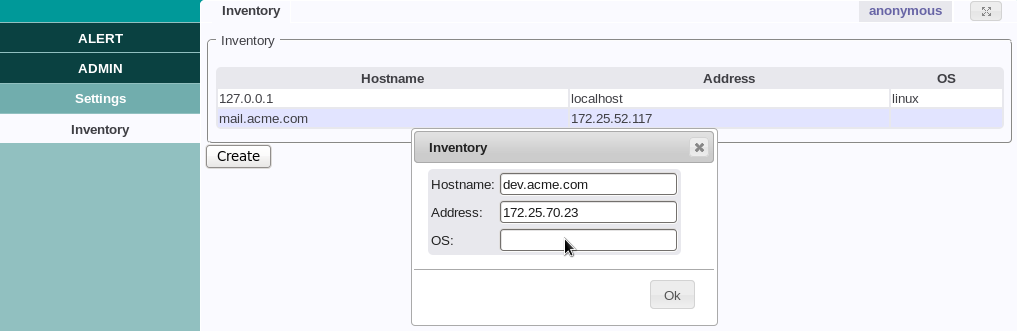 Inventory
anonymous
ALERT
ADMIN
Settings
Inventory
Inventory
Hostname Address OS
127.0.0.1 localhost linux
mail.acme.com 172.25.52.117
Create
Inventory
Hostname: dev.acme.com
Address: 172.25.70.23
OS:
Ok